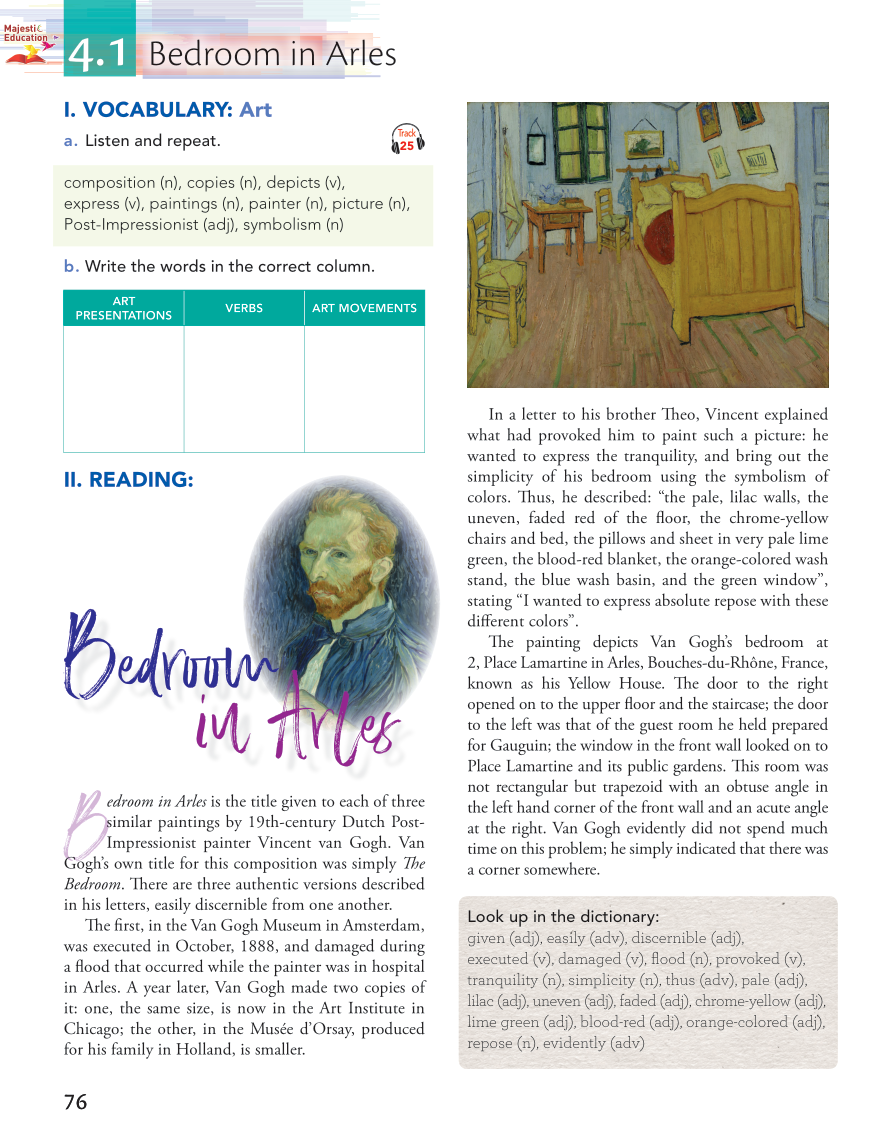 Majestic
Education
4.1 Bedroom in Arles
I. VOCABULARY: Art
a. Listen and repeat.
Track
25
composition (n), copies (n), depicts (v),
express (v), paintings (n), painter (n), picture (n),
Post-Impressionist (adj), symbolism (n)
b. Write the words in the correct column.
ART
PRESENTATIONS
VERBS
ART MOVEMENTS
II. READING:
Bedroom
in Arles
Bedroom in Arles is the title given to each of three
similar paintings by 19th-century Dutch Post-
Impressionist painter Vincent van Gogh. Van
Gogh's own title for this composition was simply The
Bedroom. There are three authentic versions described
in his letters, easily discernible from one another.
The first, in the Van Gogh Museum in Amsterdam,
was executed in October, 1888, and damaged during
a flood that occurred while the painter was in hospital
in Arles. A year later, Van Gogh made two copies of
it: one, the same size, is now in the Art Institute in
Chicago; the other, in the Musée d'Orsay, produced
for his family in Holland, is smaller.
In a letter to his brother Theo, Vincent explained
what had provoked him to paint such a picture: he
wanted to express the tranquility, and bring out the
simplicity of his bedroom using the symbolism of
colors. Thus, he described: “the pale, lilac walls, the
uneven, faded red of the floor, the chrome-yellow
chairs and bed, the pillows and sheet in very pale lime
green, the blood-red blanket, the orange-colored wash
stand, the blue wash basin, and the green window”,
stating “I wanted to express absolute repose with these
different colors”.
The painting depicts Van Gogh's bedroom at
2, Place Lamartine in Arles, Bouches-du-Rhône, France,
known as his Yellow House. The door to the right
opened on to the upper floor and the staircase; the door
to the left was that of the guest room he held prepared
for Gauguin; the window in the front wall looked on to
Place Lamartine and its public gardens. This room was
not rectangular but trapezoid with an obtuse angle in
the left hand corner of the front wall and an acute angle
at the right. Van Gogh evidently did not spend much
time on this problem; he simply indicated that there was
a corner somewhere.
Look up in the dictionary:
given (adj), easily (adv), discernible (adj),
executed (v), damaged (v), flood (n), provoked (v),
tranquility (n), simplicity (n), thus (adv), pale (adj),
lilac (adj), uneven (adj), faded (adj), chrome-yellow (adj),
lime green (adj), blood-red (adj), orange-colored (adj),
repose (n), evidently (adv)
76